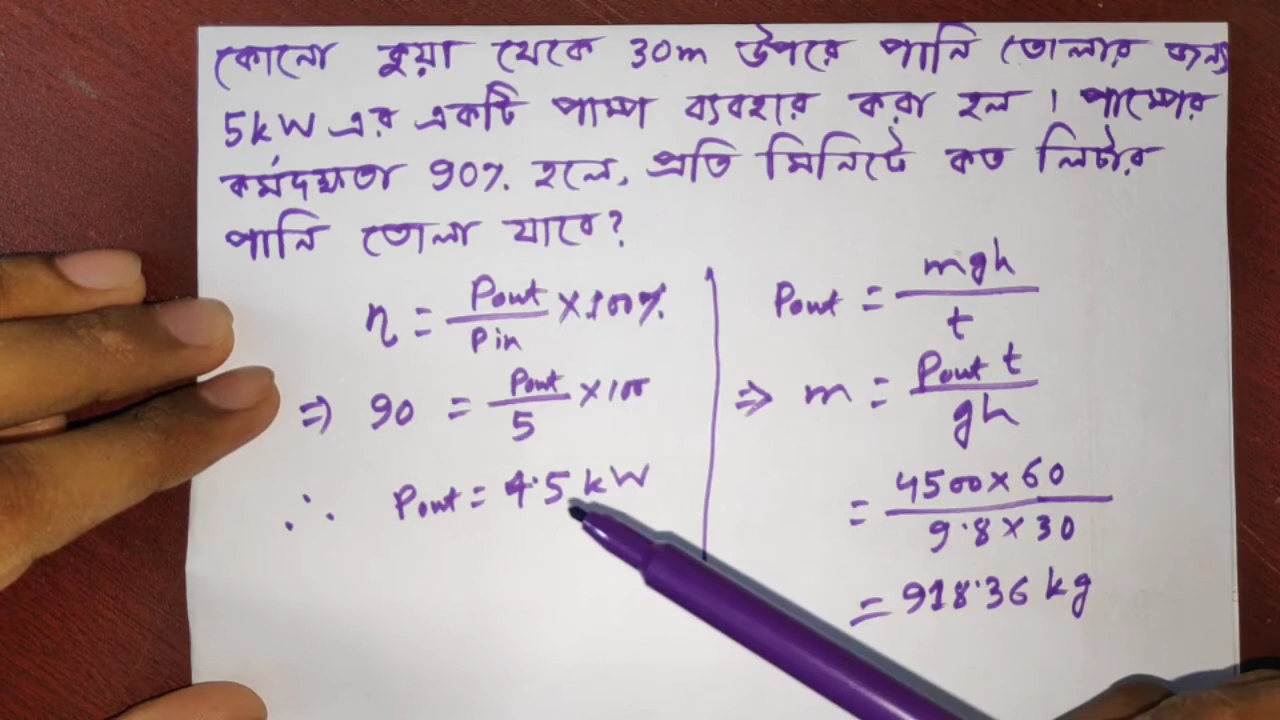 কোনো কুয়া থেকে 30m উপরে পানি তোলার জন্য
5kW এর একটি পাম্প ব্যবহার করা হল । পাম্পের
কর্মদক্ষতা 90% হলে, প্রতি মিনিটে কত লিটার
পানি তোলা যাবে?
η = Pout / Pin × 100%
⇒ 90 = Pout / 5 × 100
∴ Pout = 4.5 kW
Pout = mgh / t
⇒ m = Pout t / gh
= 4500 × 60 / 9.8 × 30
= 918.36 kg